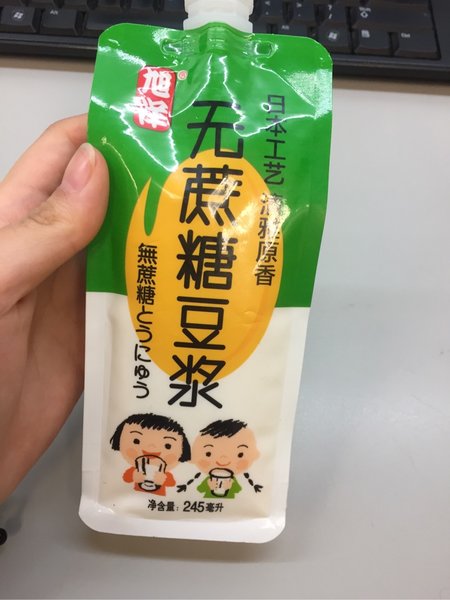 旭洋
®
日本工艺 清雅原香
无蔗糖豆浆
無蔗糖とうにゅう
净含量: 245毫升